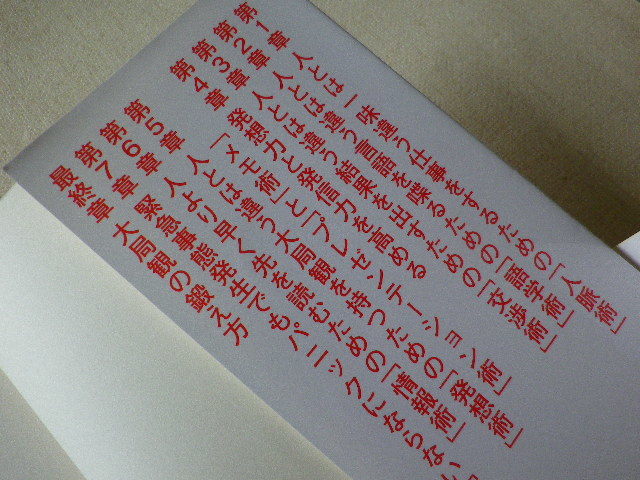 第1章 人とは一味違う仕事をするための「人脈術」
第2章 人とは違う言語を喋るための「語学術」
第3章 人とは違う結果を出すための「交渉術」
第4章 発想力と発信力を高める
「メモ術」と「プレゼンテーション術」
第5章 人とは違う大局観を持つための「発想術」
第6章 人より早く先を読むための「情報術」
第7章 緊急事態発生でもパニックにならない
最終章 大局観の鍛え方